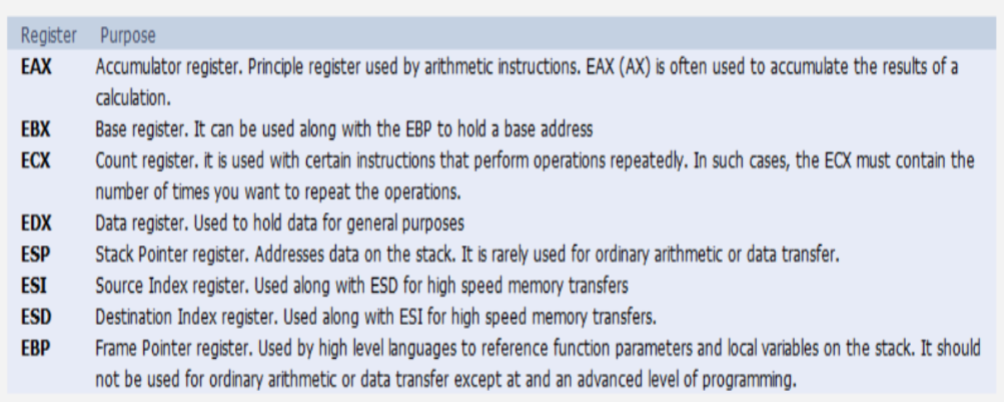 Register Purpose
EAX Accumulator register. Principle register used by arithmetic instructions. EAX (AX) is often used to accumulate the results of a
calculation.
EBX Base register. It can be used along with the EBP to hold a base address
ECX Count register. it is used with certain instructions that perform operations repeatedly. In such cases, the ECX must contain the
number of times you want to repeat the operations.
EDX Data register. Used to hold data for general purposes
ESP Stack Pointer register. Addresses data on the stack. It is rarely used for ordinary arithmetic or data transfer.
ESI Source Index register. Used along with ESD for high speed memory transfers
ESD Destination Index register. Used along with ESI for high speed memory transfers.
EBP Frame Pointer register. Used by high level languages to reference function parameters and local variables on the stack. It should
not be used for ordinary arithmetic or data transfer except at and an advanced level of programming.